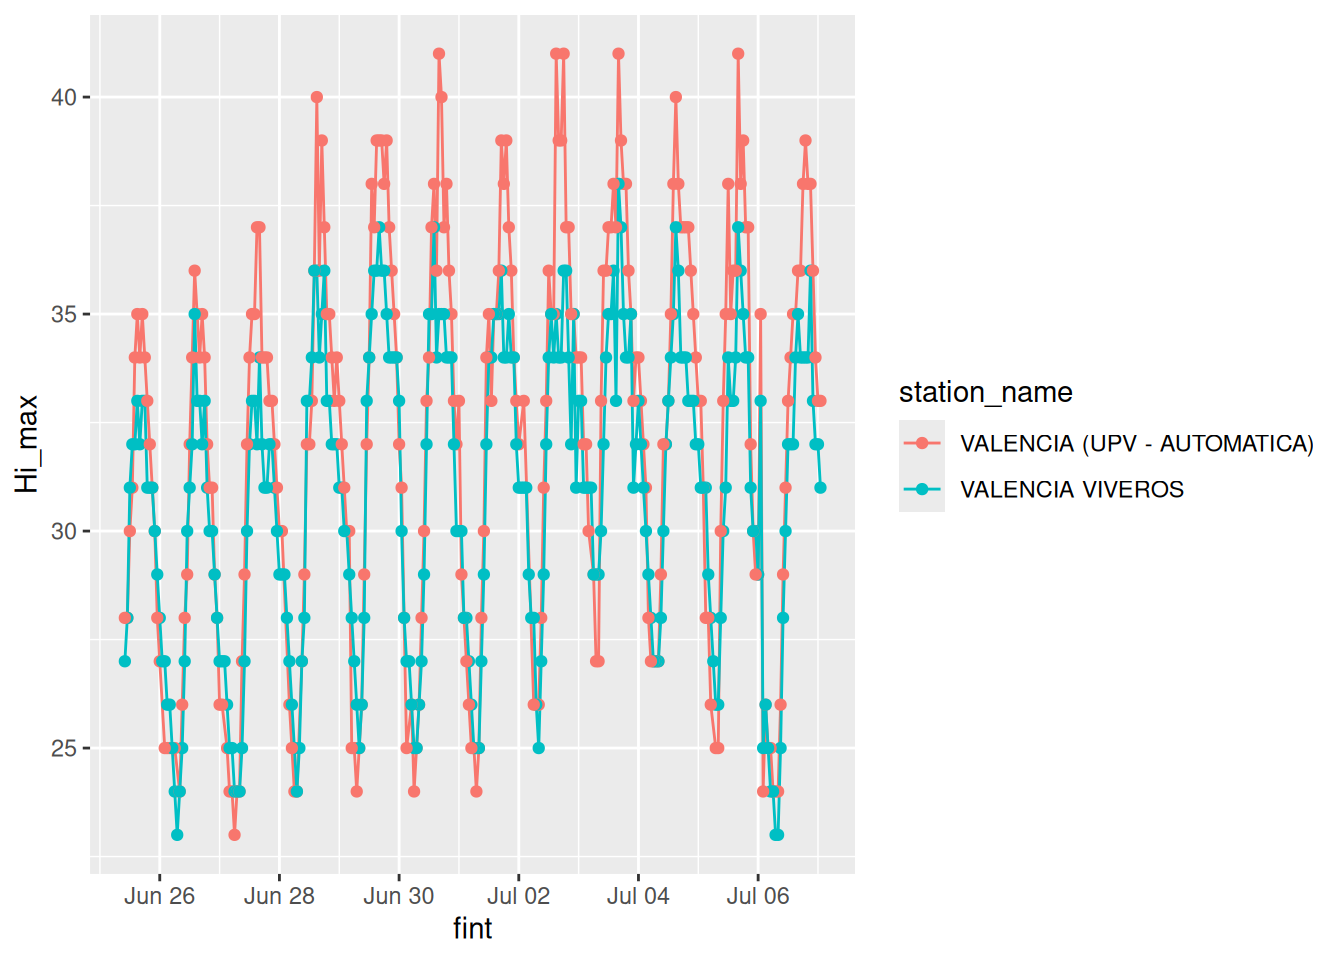 40
35
30
25
Hi_max
Jun 26 Jun 28 Jun 30 Jul 02 Jul 04 Jul 06
fint
station_name
VALENCIA (UPV - AUTOMATICA)
VALENCIA VIVEROS